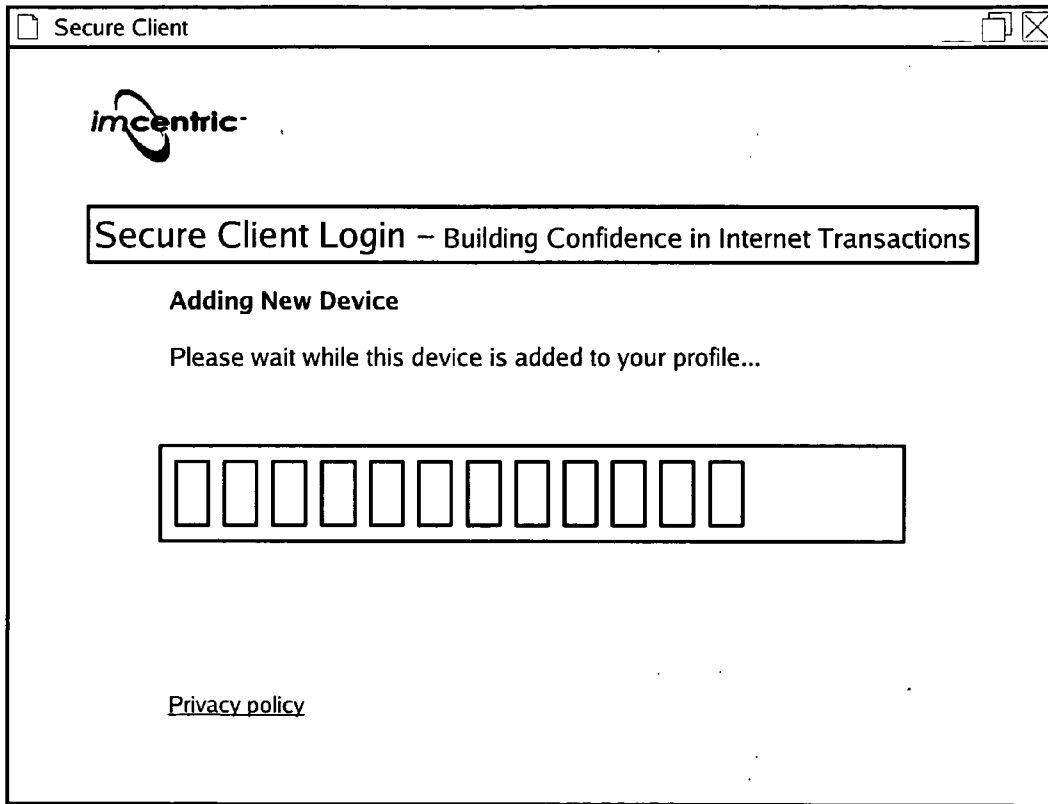 Secure Client
imcentric
Secure Client Login – Building Confidence in Internet Transactions
Adding New Device
Please wait while this device is added to your profile...
Privacy policy